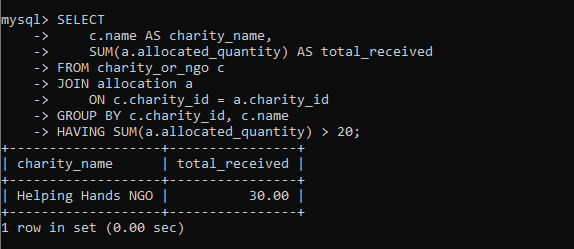 mysql> SELECT
    ->     c.name AS charity_name,
    ->     SUM(a.allocated_quantity) AS total_received
    -> FROM charity_or_ngo c
    -> JOIN allocation a
    ->     ON c.charity_id = a.charity_id
    -> GROUP BY c.charity_id, c.name
    -> HAVING SUM(a.allocated_quantity) > 20;
+-------------------+----------------+
| charity_name      | total_received |
+-------------------+----------------+
| Helping Hands NGO |          30.00 |
+-------------------+----------------+
1 row in set (0.00 sec)